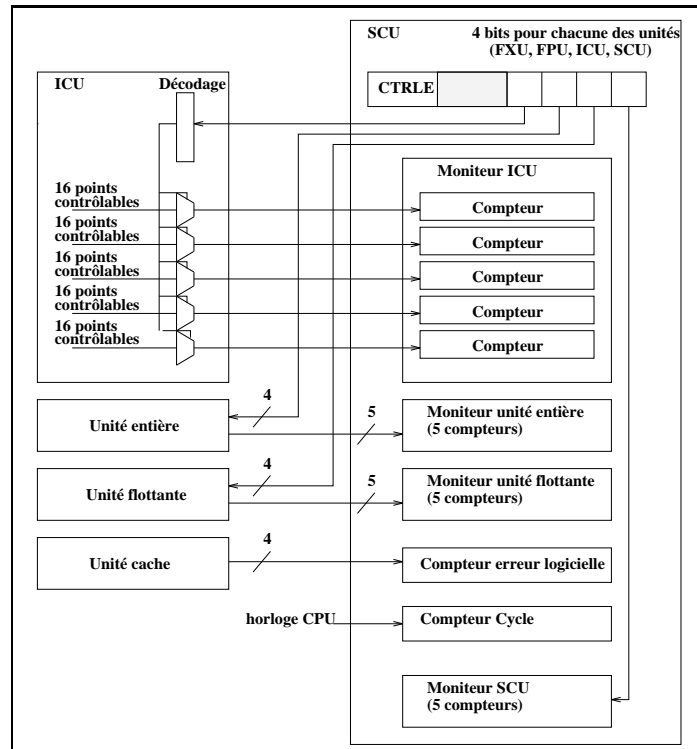 SCU
4 bits pour chacune des unités
(FXU, FPU, ICU, SCU)
ICU
Décodage
CTRLE
Moniteur ICU
16 points
contrôlables
Compteur
16 points
contrôlables
Compteur
16 points
contrôlables
Compteur
16 points
contrôlables
Compteur
16 points
contrôlables
Compteur
4
Unité entière
5
Moniteur unité entière
(5 compteurs)
4
Unité flottante
5
Moniteur unité flottante
(5 compteurs)
4
Unité cache
Compteur erreur logicielle
horloge CPU
Compteur Cycle
Moniteur SCU
(5 compteurs)